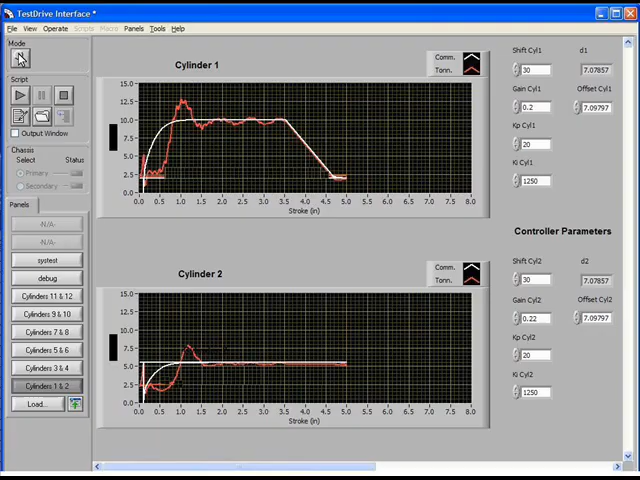 TestDrive Interface *
File View Operate Scripts Macro Panels Tools Help
Mode
Script
Output Window
Chassis
Select Status
Primary
Secondary
Panels
-N/A-
-N/A-
systest
debug
Cylinders 11 & 12
Cylinders 9 & 10
Cylinders 7 & 8
Cylinders 5 & 6
Cylinders 3 & 4
Cylinders 1 & 2
Load...
Cylinder 1
Comm.
Tonn.
15.0
12.5
10.0
7.5
5.0
2.5
0.0
0.0 0.5 1.0 1.5 2.0 2.5 3.0 3.5 4.0 4.5 5.0 5.5 6.0 6.5 7.0 7.5 8.0
Stroke (in)
Cylinder 2
Comm.
Tonn.
15.0
12.5
10.0
7.5
5.0
2.5
0.0
0.0 0.5 1.0 1.5 2.0 2.5 3.0 3.5 4.0 4.5 5.0 5.5 6.0 6.5 7.0 7.5 8.0
Stroke (in)
Shift Cyl1 d1
30 7.07857
Gain Cyl1 Offset Cyl1
0.2 7.09797
Kp Cyl1
20
Ki Cyl1
1250
Controller Parameters
Shift Cyl2 d2
30 7.07857
Gain Cyl2 Offset Cyl2
0.22 7.09797
Kp Cyl2
20
Ki Cyl2
1250